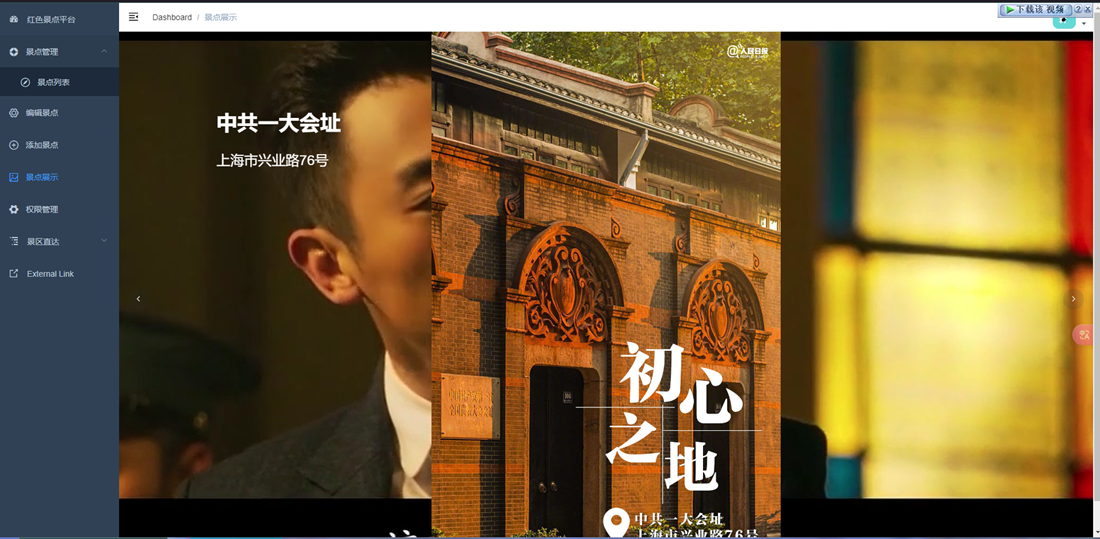 红色景点平台
景点管理
景点列表
编辑景点
添加景点
景点展示
权限管理
景区直达
External Link
Dashboard / 景点展示
下载该 视频
中共一大会址
上海市兴业路76号
@人民日报
初心
之地
中共一大会址
上海市兴业路76号